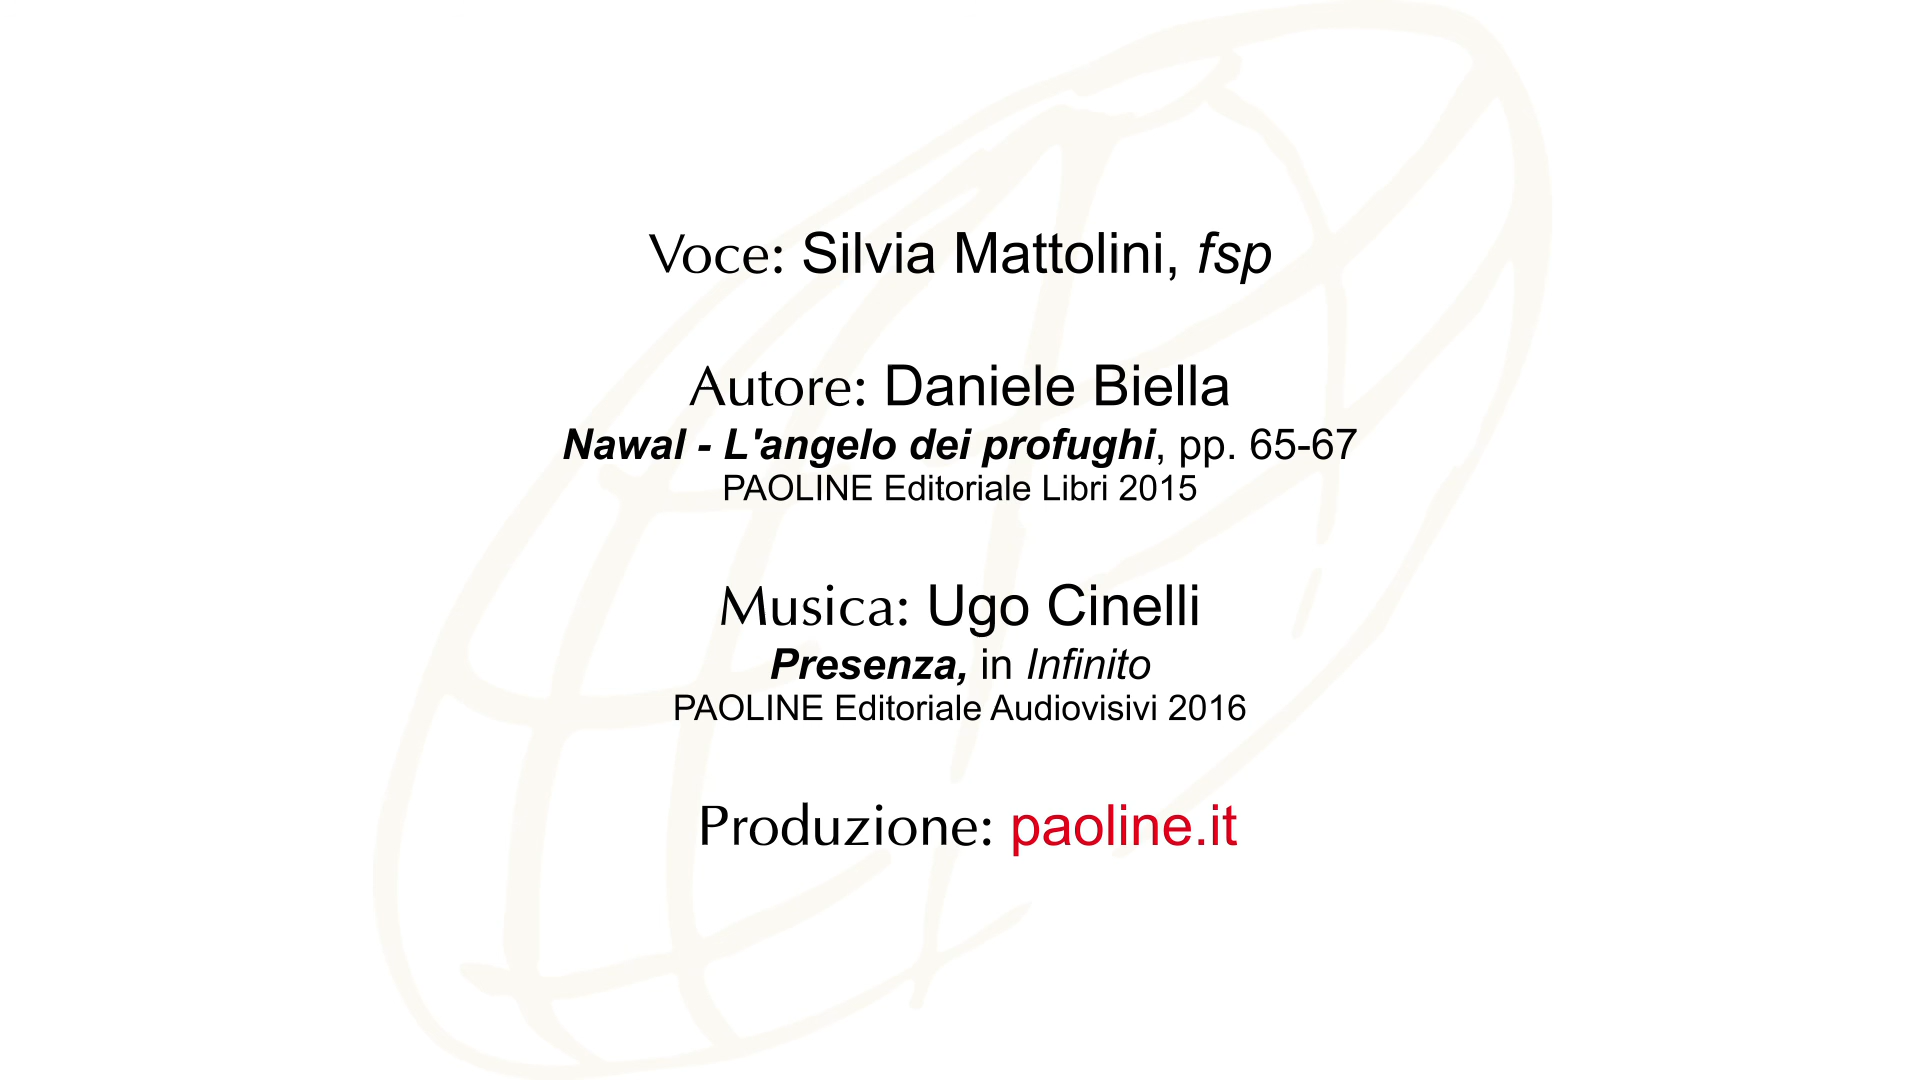 Voce: Silvia Mattolini, fsp
Autore: Daniele Biella
Nawal - L'angelo dei profughi, pp. 65-67
PAOLINE Editoriale Libri 2015
Musica: Ugo Cinelli
Presenza, in Infinito
PAOLINE Editoriale Audiovisivi 2016
Produzione: paoline.it